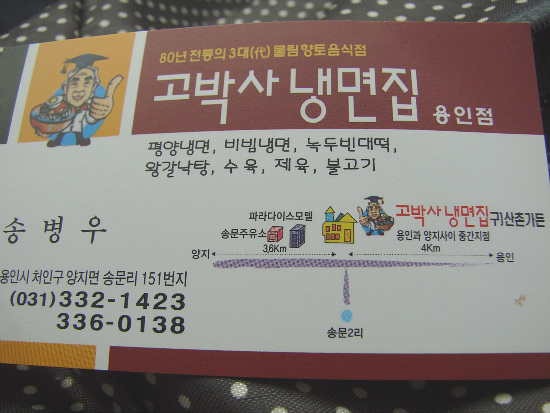 80년 전통의 3대(代) 물림향토음식점
고박사 냉면집 용인점
평양냉면, 비빔냉면, 녹두빈대떡,
왕갈낙탕, 수육, 제육, 불고기
송병우
고박사 냉면집 구)산촌가든
파라다이스모텔
송문주유소
용인과 양지사이 중간지점
양지
3.6Km
4Km
용인
송문2리
용인시 처인구 양지면 송문리 151번지
(031)332-1423
336-0138